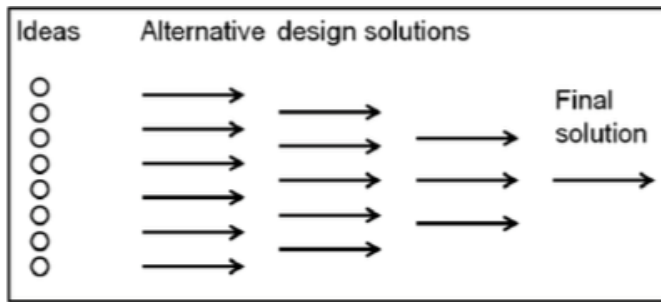 Ideas
Alternative design solutions
Final
solution